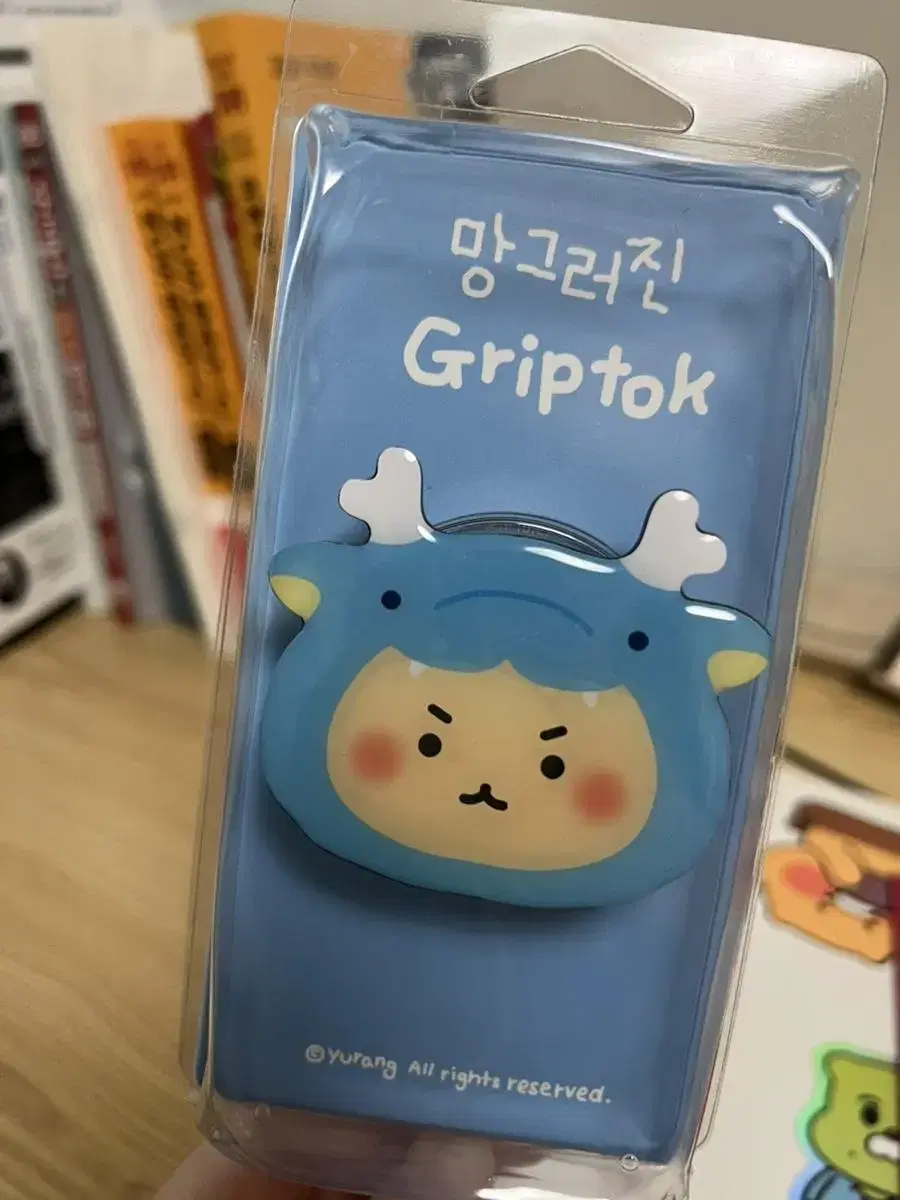 망그러진
Griptok
©yurang All rights reserved.